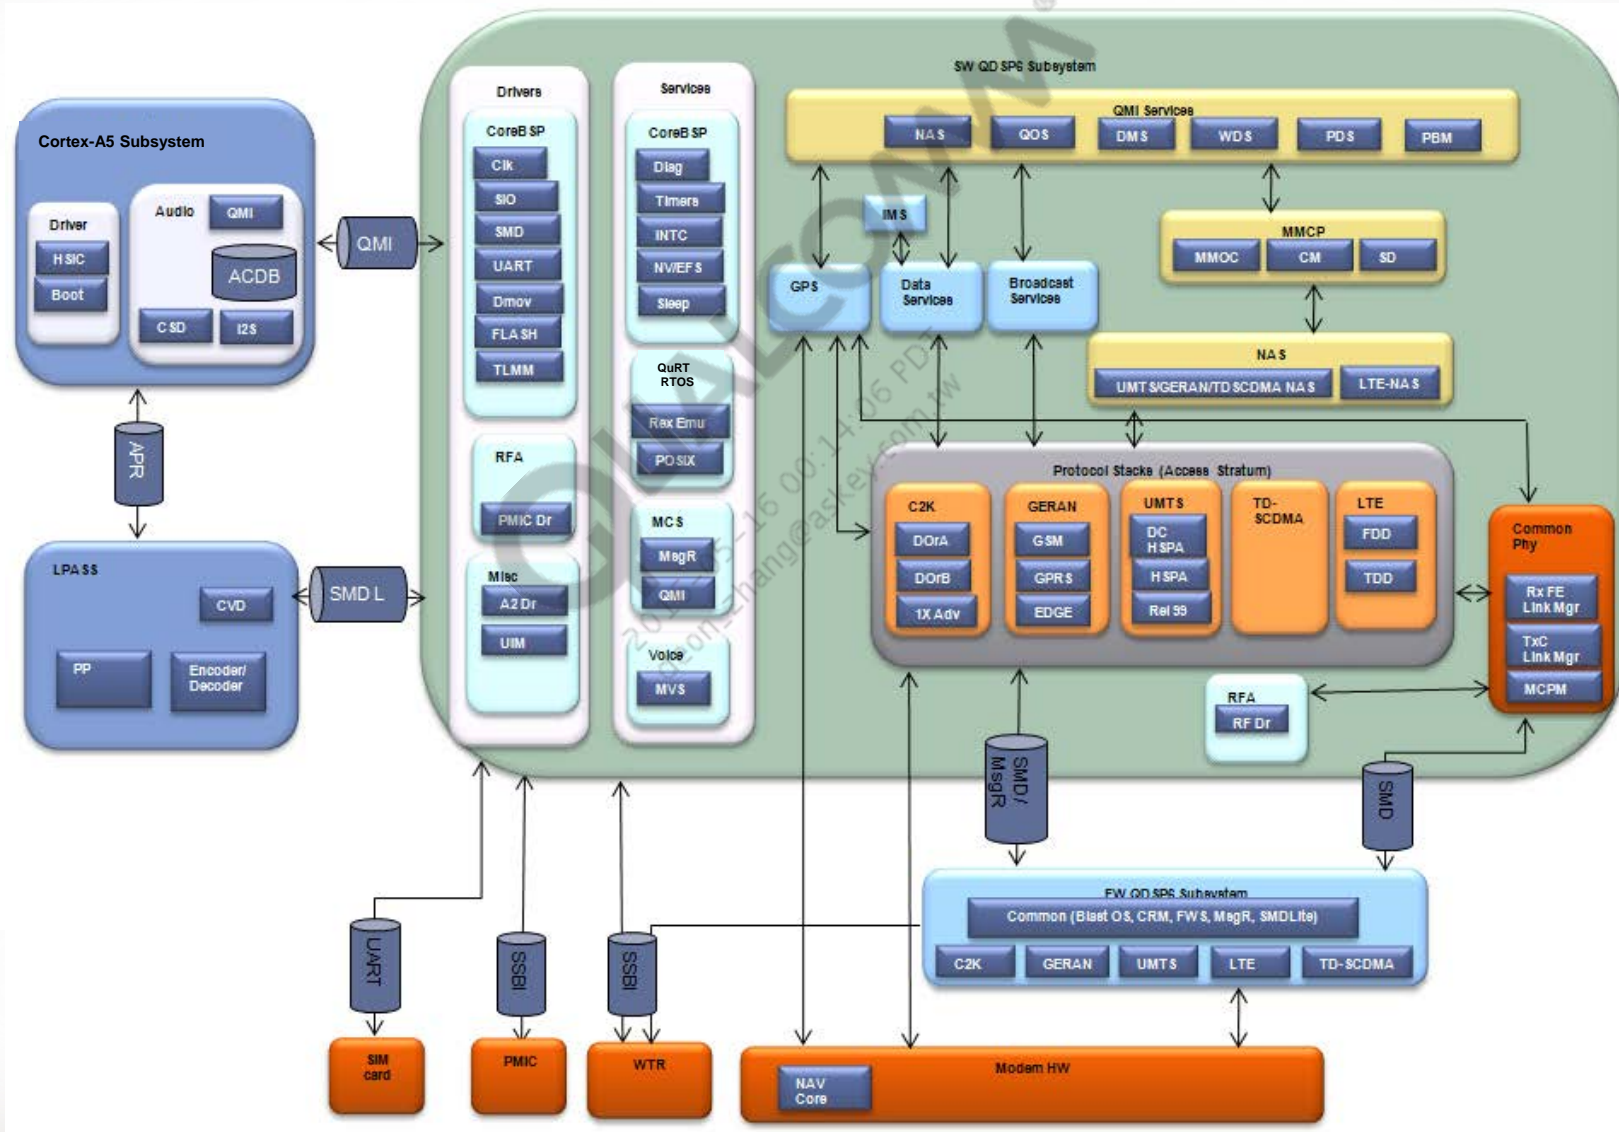 SW QDSP6 Subsystem
Cortex-A5 Subsystem
Driver
HSIC
Boot
Audio
QMI
ACDB
CSD
I2S
QMI
APR
LPASS
CVD
PP
Encoder/
Decoder
SMD L
Drivers
CoreBSP
Clk
SIO
SMD
UART
Dmov
FLASH
TLMM
RFA
PMIC Dr
Misc
A2 Dr
UIM
Services
CoreBSP
Diag
Timers
INTC
NV/EFS
Sleep
QuRT
RTOS
Rex Emu
POSIX
MCS
MsgR
QMI
Voice
MVS
QMI Services
NAS
QOS
DMS
WDS
PDS
PBM
IMS
GPS
Data
Services
Broadcast
Services
MMCP
MMOC
CM
SD
NAS
UMTS/GERAN/TDSCDMA NAS
LTE-NAS
Protocol Stacks (Access Stratum)
C2K
DOrA
DOrB
1X Adv
GERAN
GSM
GPRS
EDGE
UMTS
DC
HSPA
HSPA
Rel 99
TD-
SCDMA
LTE
FDD
TDD
Common
Phy
Rx FE
Link Mgr
TxC
Link Mgr
MCPM
RFA
RF Dr
SMD/
MsgR
SMD
FW QDSP6 Subsystem
Common (Blast OS, CRM, FWS, MsgR, SMDLite)
C2K
GERAN
UMTS
LTE
TD-SCDMA
UART
SSBI
SSBI
SIM
card
PMIC
WTR
Modem HW
NAV
Core
QUALCOMM